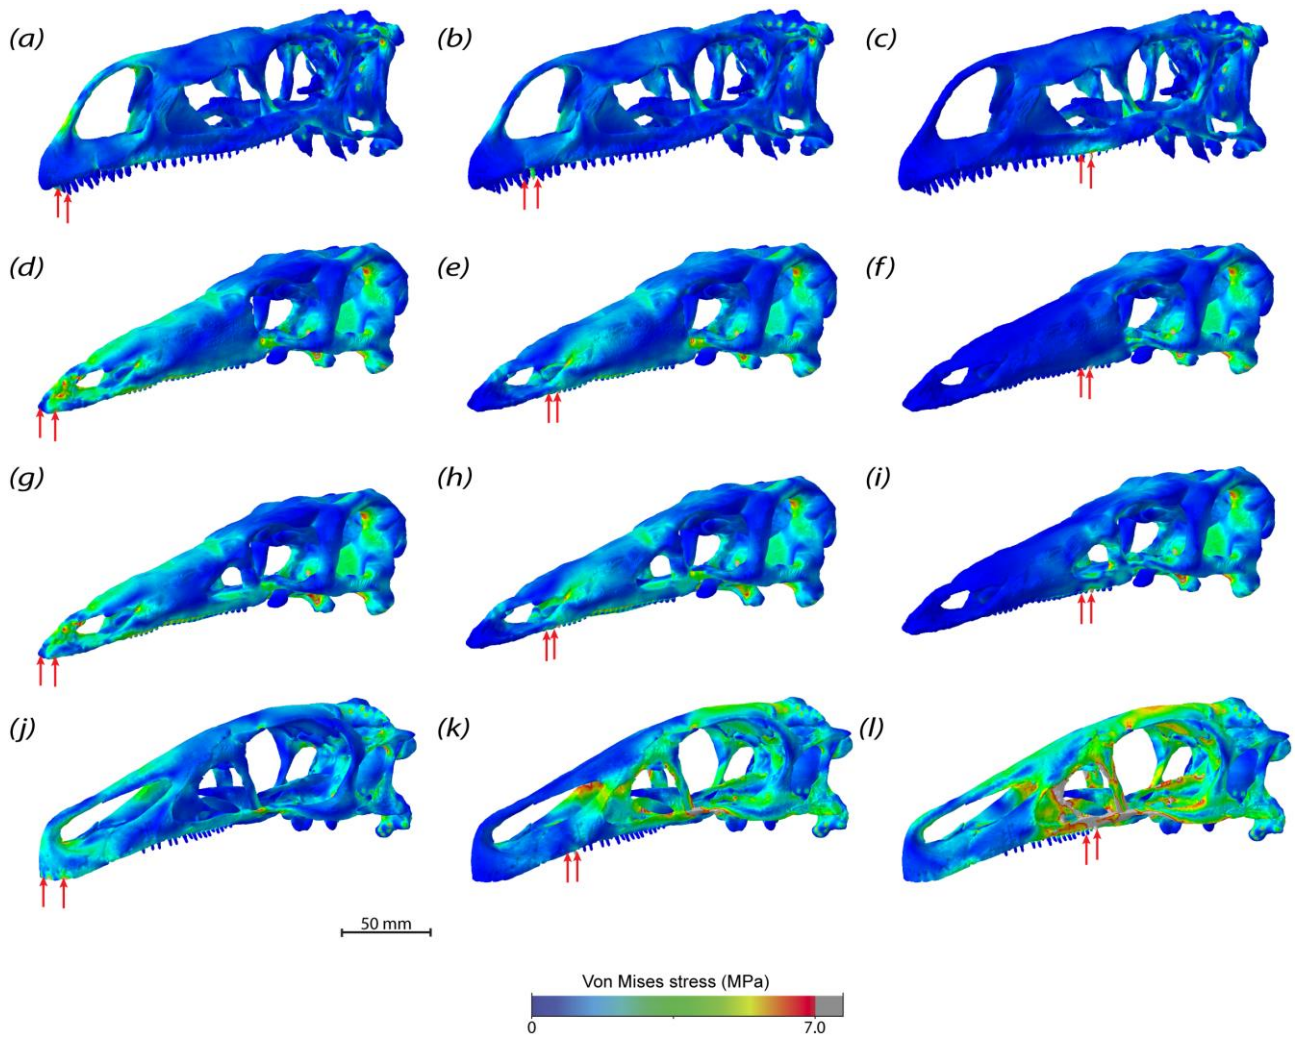 (a) (b) (c)
(d) (e) (f)
(g) (h) (i)
(j) (k) (l)
50 mm
Von Mises stress (MPa)
0 7.0